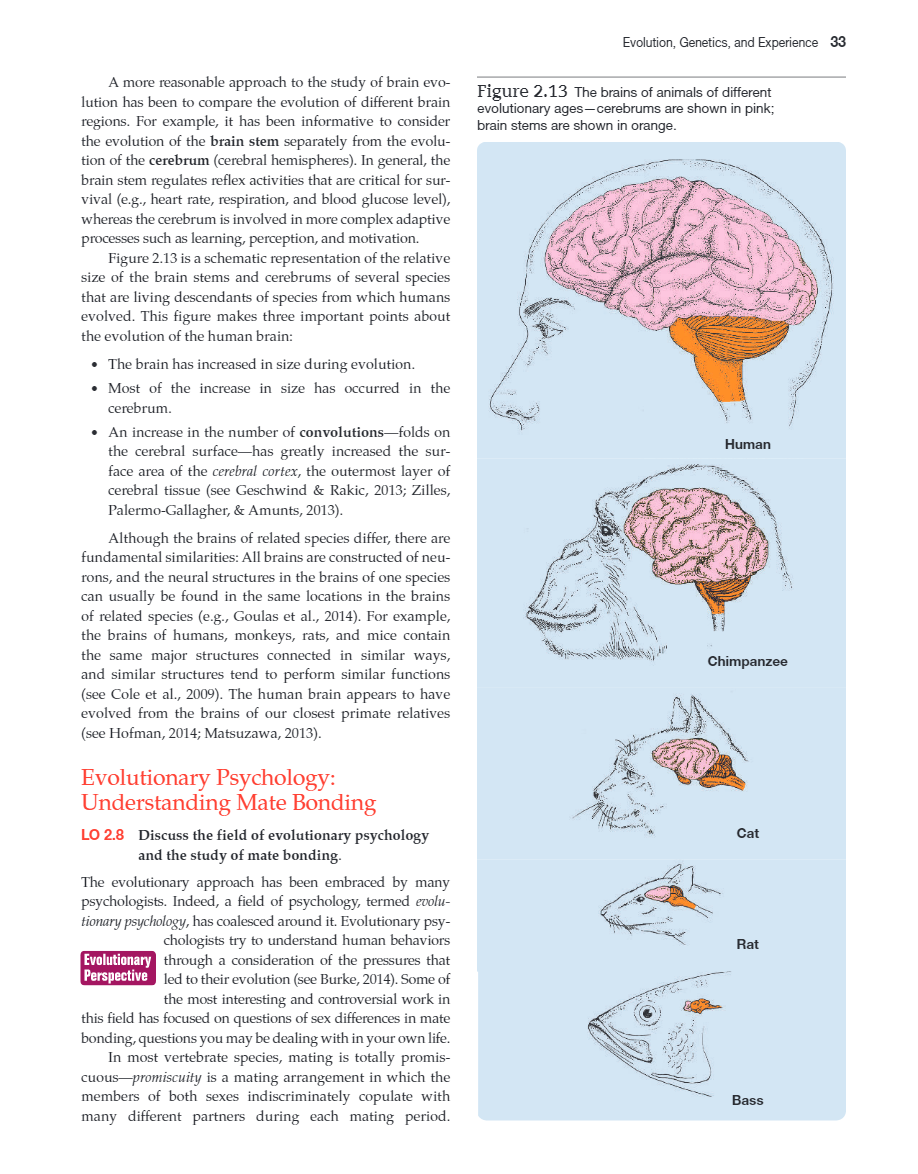 Evolution, Genetics, and Experience 33
A more reasonable approach to the study of brain evo-
lution has been to compare the evolution of different brain
regions. For example, it has been informative to consider
the evolution of the brain stem separately from the evolu-
tion of the cerebrum (cerebral hemispheres). In general, the
brain stem regulates reflex activities that are critical for sur-
vival (e.g., heart rate, respiration, and blood glucose level),
whereas the cerebrum is involved in more complex adaptive
processes such as learning, perception, and motivation.
Figure 2.13 is a schematic representation of the relative
size of the brain stems and cerebrums of several species
that are living descendants of species from which humans
evolved. This figure makes three important points about
the evolution of the human brain:
• The brain has increased in size during evolution.
• Most of the increase in size has occurred in the
cerebrum.
• An increase in the number of convolutions—folds on
the cerebral surface—has greatly increased the sur-
face area of the cerebral cortex, the outermost layer of
cerebral tissue (see Geschwind & Rakic, 2013; Zilles,
Palermo-Gallagher, & Amunts, 2013).
Although the brains of related species differ, there are
fundamental similarities: All brains are constructed of neu-
rons, and the neural structures in the brains of one species
can usually be found in the same locations in the brains
of related species (e.g., Goulas et al., 2014). For example,
the brains of humans, monkeys, rats, and mice contain
the same major structures connected in similar ways,
and similar structures tend to perform similar functions
(see Cole et al., 2009). The human brain appears to have
evolved from the brains of our closest primate relatives
(see Hofman, 2014; Matsuzawa, 2013).
Evolutionary Psychology:
Understanding Mate Bonding
LO 2.8 Discuss the field of evolutionary psychology
and the study of mate bonding.
The evolutionary approach has been embraced by many
psychologists. Indeed, a field of psychology, termed evolu-
tionary psychology, has coalesced around it. Evolutionary psy-
chologists try to understand human behaviors
through a consideration of the pressures that
led to their evolution (see Burke, 2014). Some of
the most interesting and controversial work in
this field has focused on questions of sex differences in mate
bonding, questions you may be dealing with in your own life.
In most vertebrate species, mating is totally promis-
cuous—promiscuity is a mating arrangement in which the
members of both sexes indiscriminately copulate with
many different partners during each mating period.
Evolutionary
Perspective
Figure 2.13 The brains of animals of different
evolutionary ages—cerebrums are shown in pink;
brain stems are shown in orange.
Human
Chimpanzee
Cat
Rat
Bass